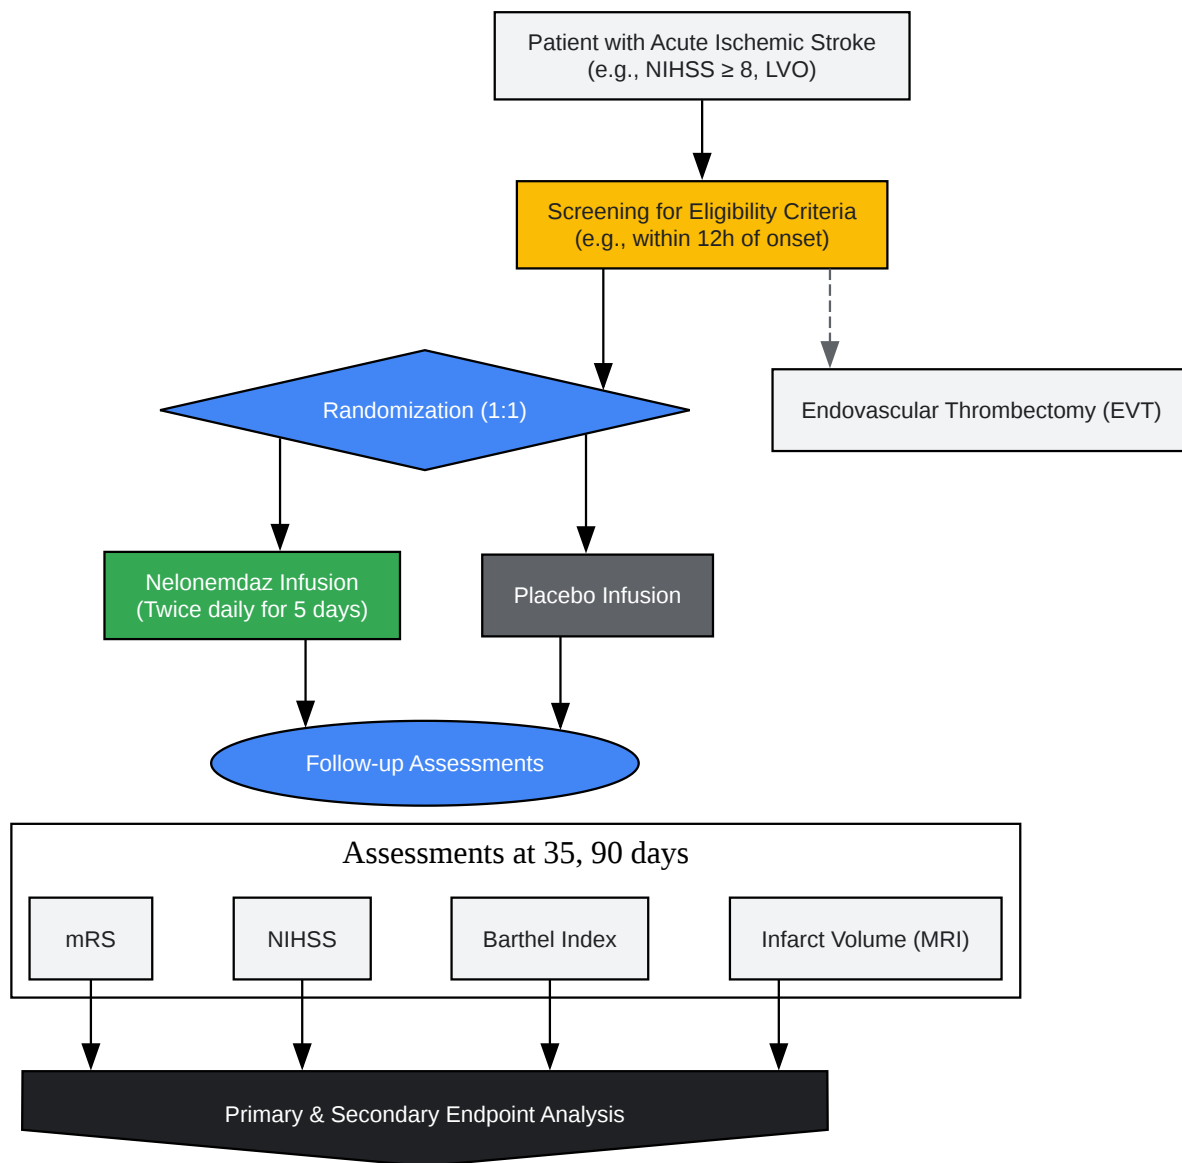 Patient with Acute Ischemic Stroke
(e.g., NIHSS ≥ 8, LVO)
Screening for Eligibility Criteria
(e.g., within 12h of onset)
Randomization (1:1)
Endovascular Thrombectomy (EVT)
Nelonemdaz Infusion
(Twice daily for 5 days)
Placebo Infusion
Follow-up Assessments
Assessments at 35, 90 days
mRS
NIHSS
Barthel Index
Infarct Volume (MRI)
Primary & Secondary Endpoint Analysis